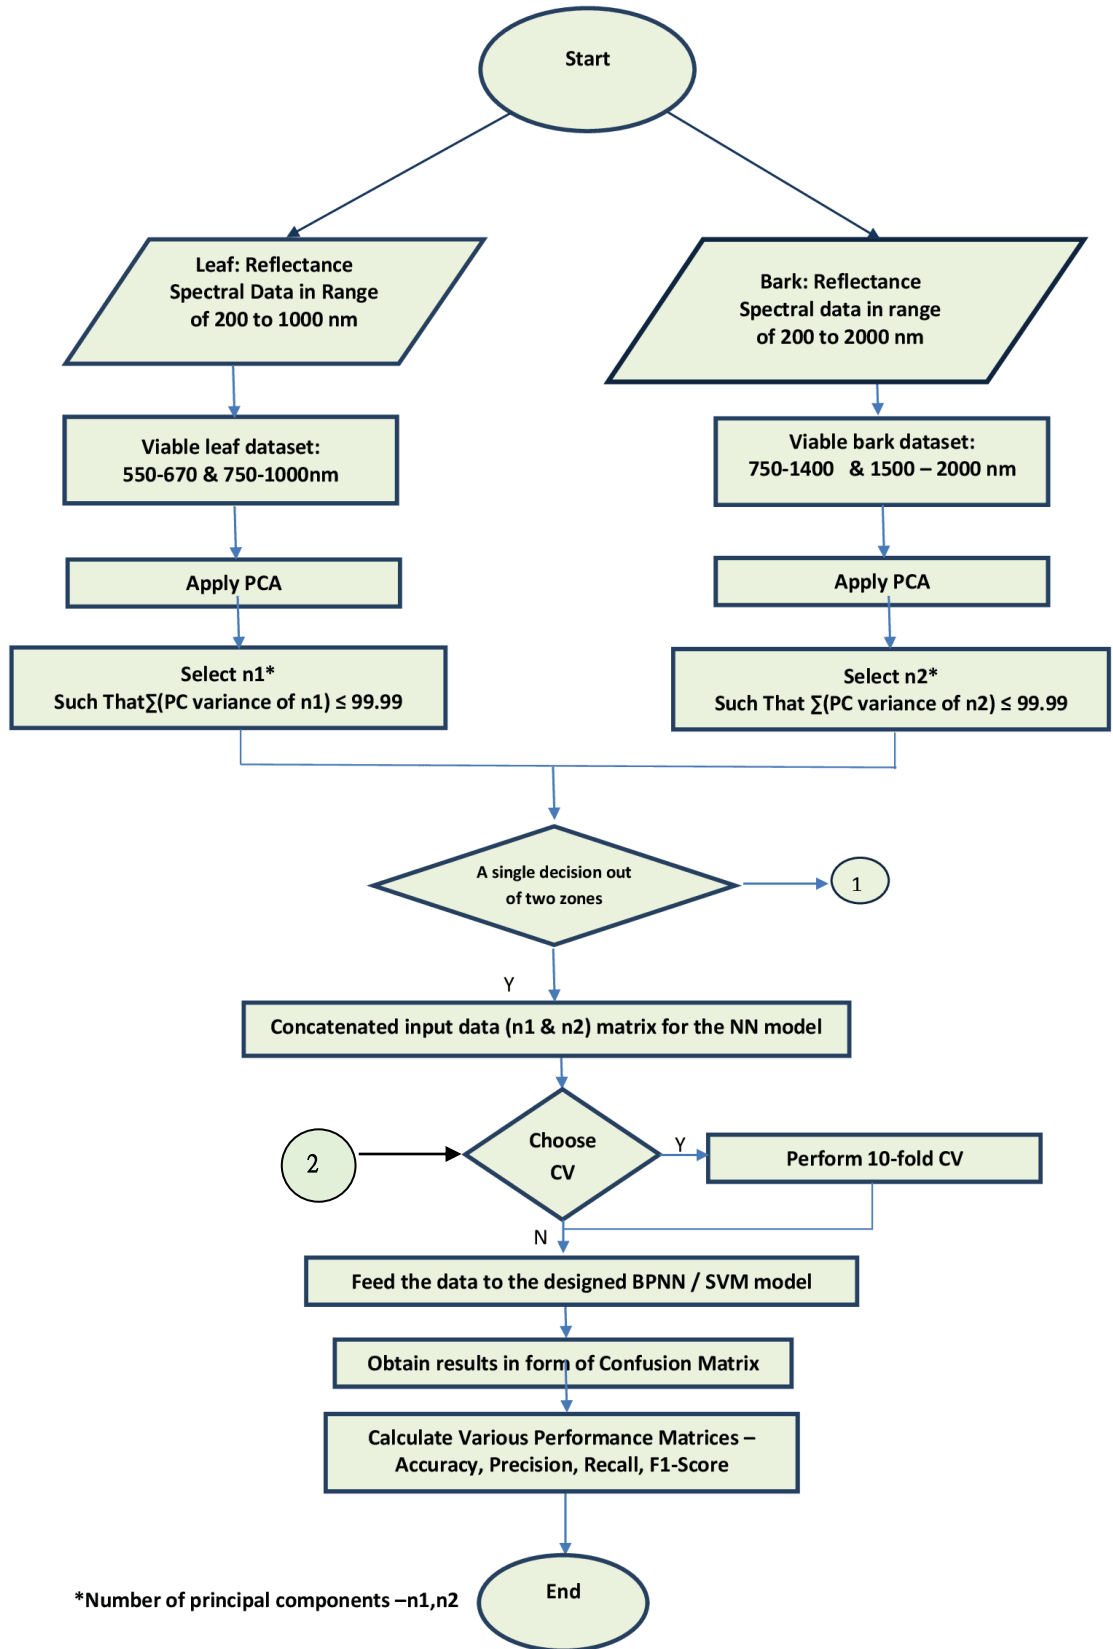 Start
Leaf: Reflectance
Spectral Data in Range
of 200 to 1000 nm
Bark: Reflectance
Spectral data in range
of 200 to 2000 nm
Viable leaf dataset:
550-670 & 750-1000nm
Viable bark dataset:
750-1400 & 1500 – 2000 nm
Apply PCA
Apply PCA
Select n1*
Such That∑(PC variance of n1) ≤ 99.99
Select n2*
Such That ∑(PC variance of n2) ≤ 99.99
A single decision out
of two zones
1
Y
Concatenated input data (n1 & n2) matrix for the NN model
2
Choose
CV
Y
Perform 10-fold CV
N
Feed the data to the designed BPNN / SVM model
Obtain results in form of Confusion Matrix
Calculate Various Performance Matrices –
Accuracy, Precision, Recall, F1-Score
End
*Number of principal components –n1,n2